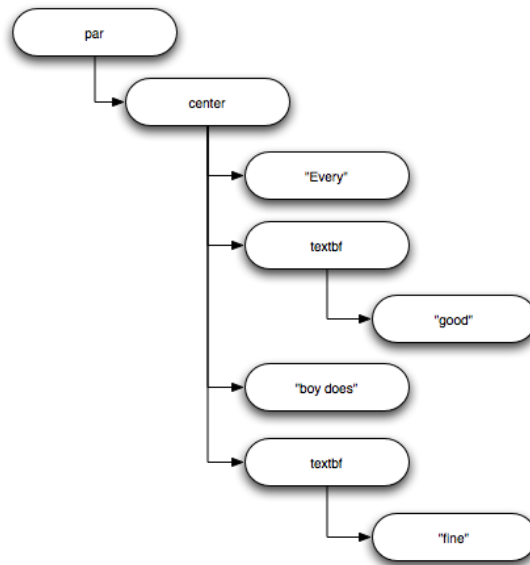 par
center
"Every"
textbf
"good"
"boy does"
textbf
"fine"